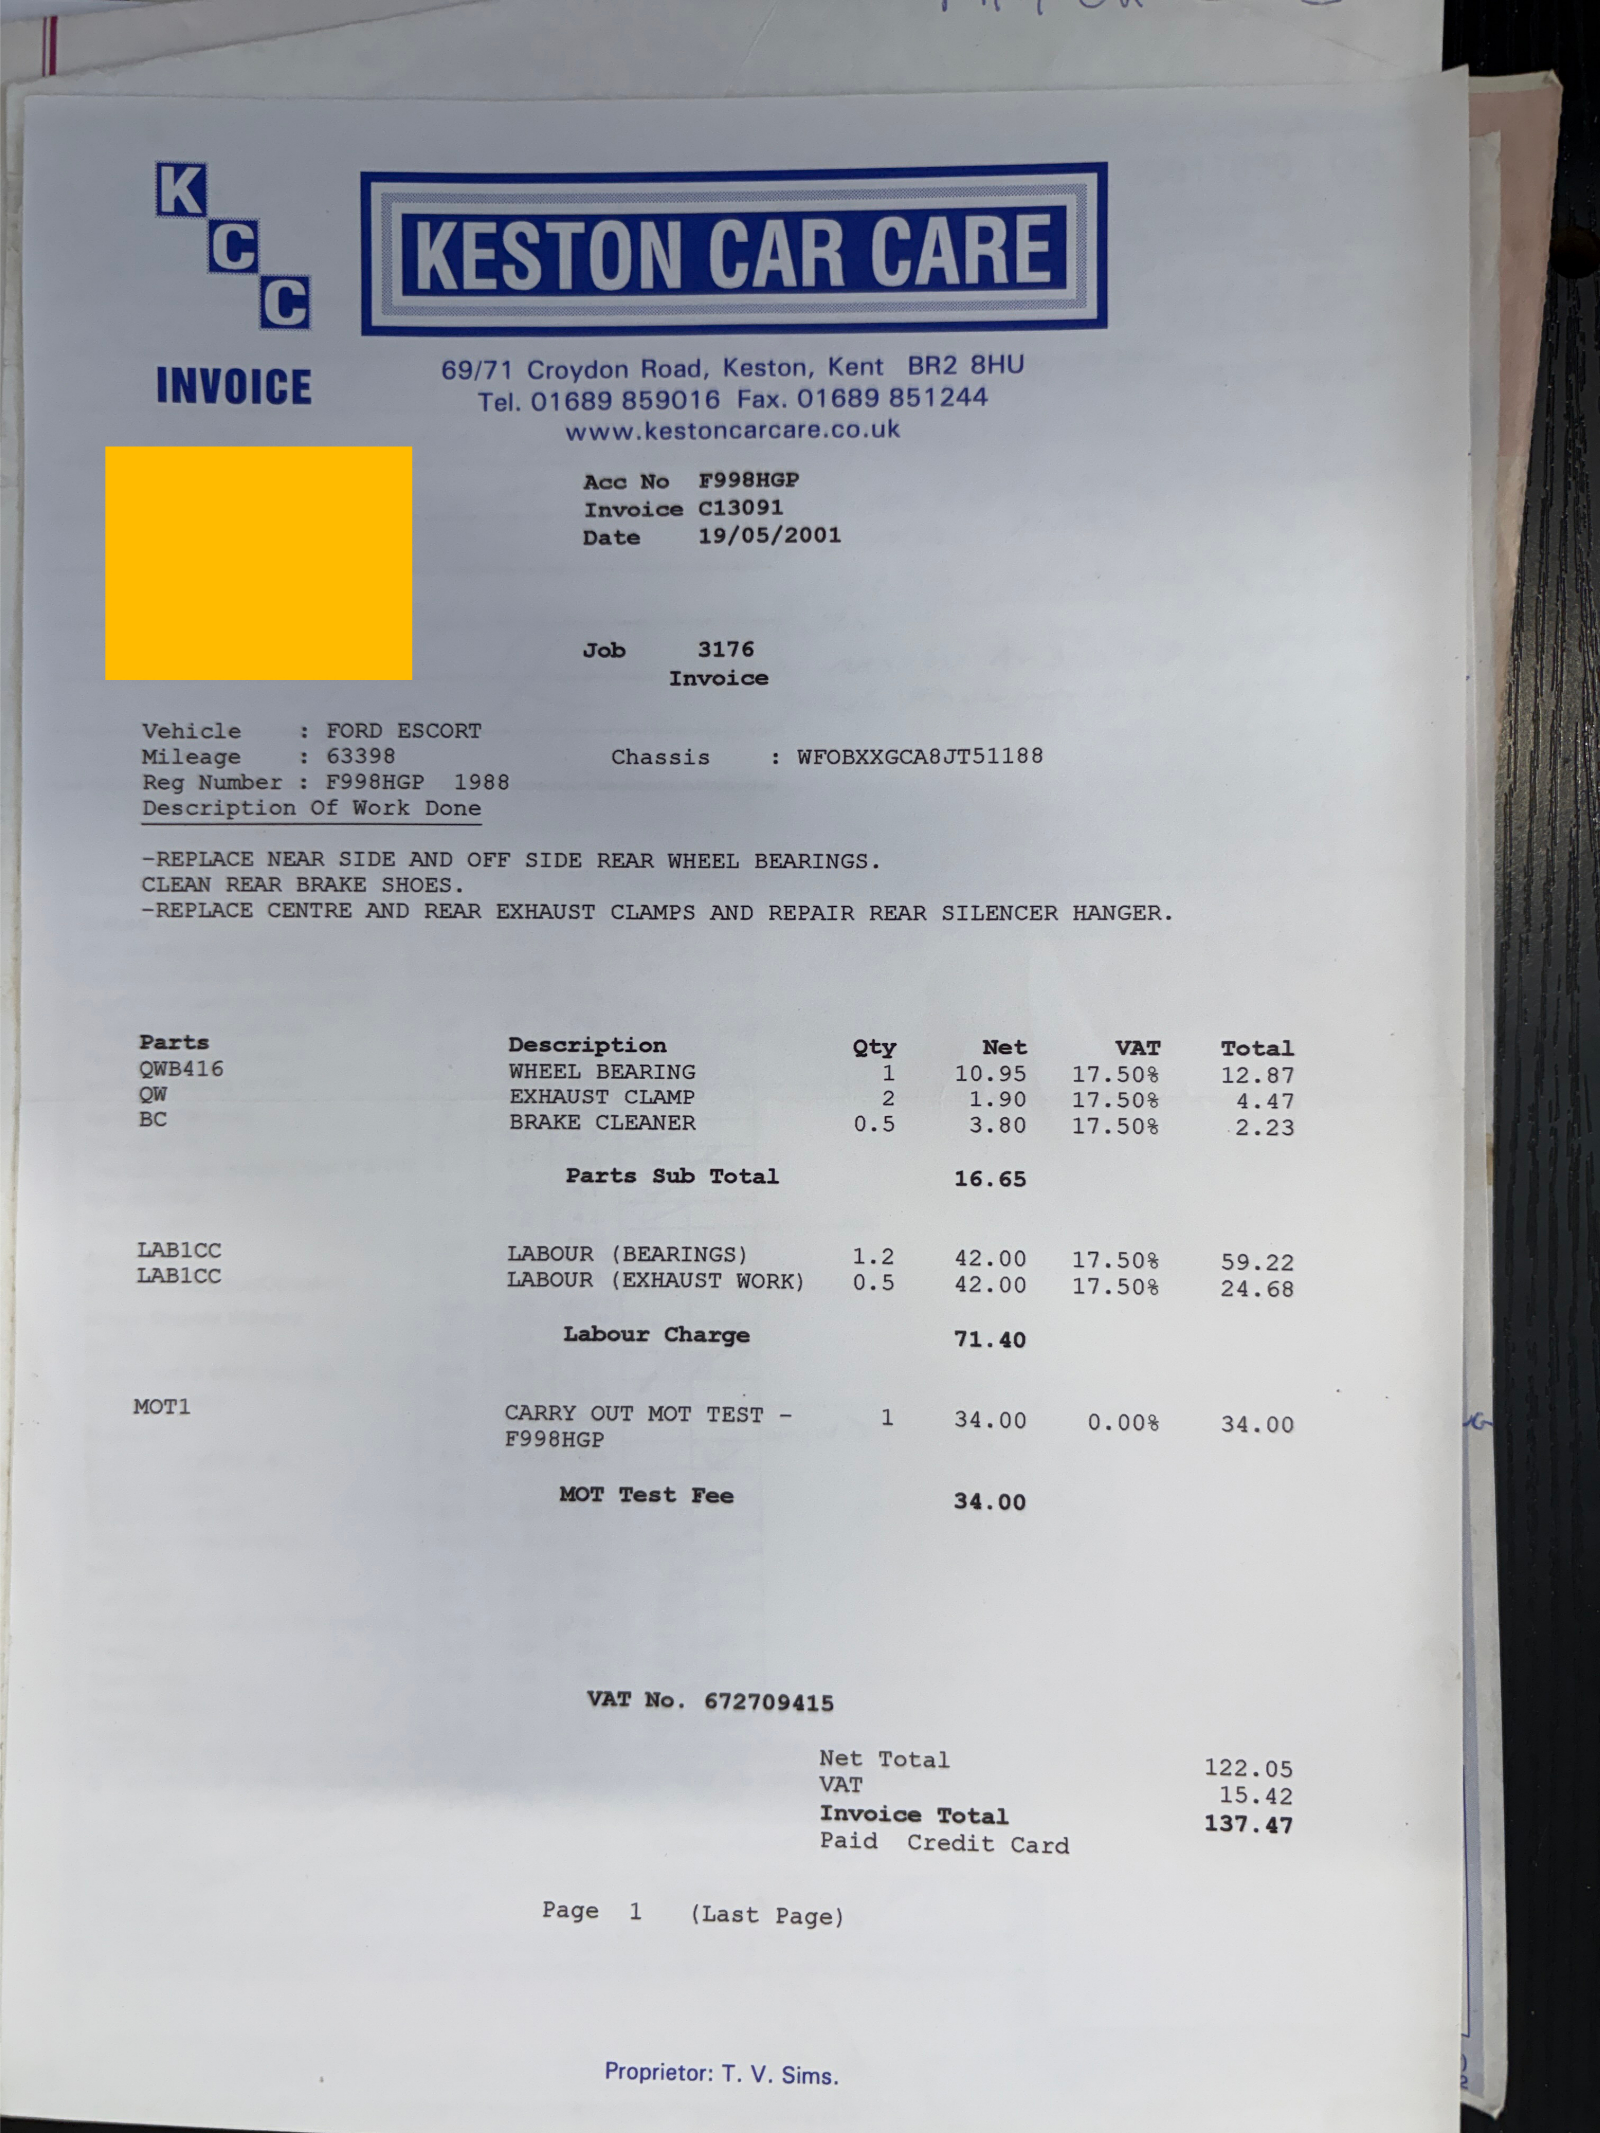 K
C
C
KESTON CAR CARE
INVOICE
69/71 Croydon Road, Keston, Kent BR2 8HU
Tel. 01689 859016 Fax. 01689 851244
www.kestoncarcare.co.uk
Acc No F998HGP
Invoice C13091
Date 19/05/2001
Job 3176
Invoice
Vehicle : FORD ESCORT
Mileage : 63398 Chassis : WFOBXXGCA8JT51188
Reg Number : F998HGP 1988
Description Of Work Done
-REPLACE NEAR SIDE AND OFF SIDE REAR WHEEL BEARINGS.
CLEAN REAR BRAKE SHOES.
-REPLACE CENTRE AND REAR EXHAUST CLAMPS AND REPAIR REAR SILENCER HANGER.
Parts Description Qty Net VAT Total
QWB416 WHEEL BEARING 1 10.95 17.50% 12.87
QW EXHAUST CLAMP 2 1.90 17.50% 4.47
BC BRAKE CLEANER 0.5 3.80 17.50% 2.23
Parts Sub Total 16.65
LAB1CC LABOUR (BEARINGS) 1.2 42.00 17.50% 59.22
LAB1CC LABOUR (EXHAUST WORK) 0.5 42.00 17.50% 24.68
Labour Charge 71.40
MOT1 CARRY OUT MOT TEST - 1 34.00 0.00% 34.00
F998HGP
MOT Test Fee 34.00
VAT No. 672709415
Net Total 122.05
VAT 15.42
Invoice Total 137.47
Paid Credit Card
Page 1 (Last Page)
Proprietor: T. V. Sims.